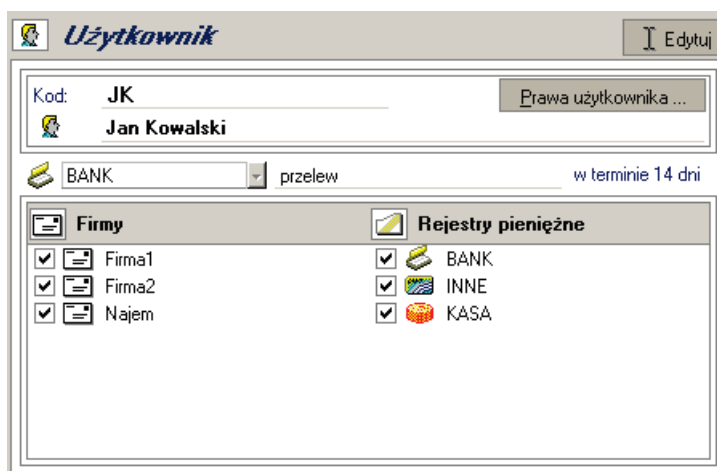 Użytkownik Edytuj
Kod: JK Prawa użytkownika ...
Jan Kowalski
BANK przelew w terminie 14 dni
Firmy Rejestry pieniężne
Firma1 BANK
Firma2 INNE
Najem KASA